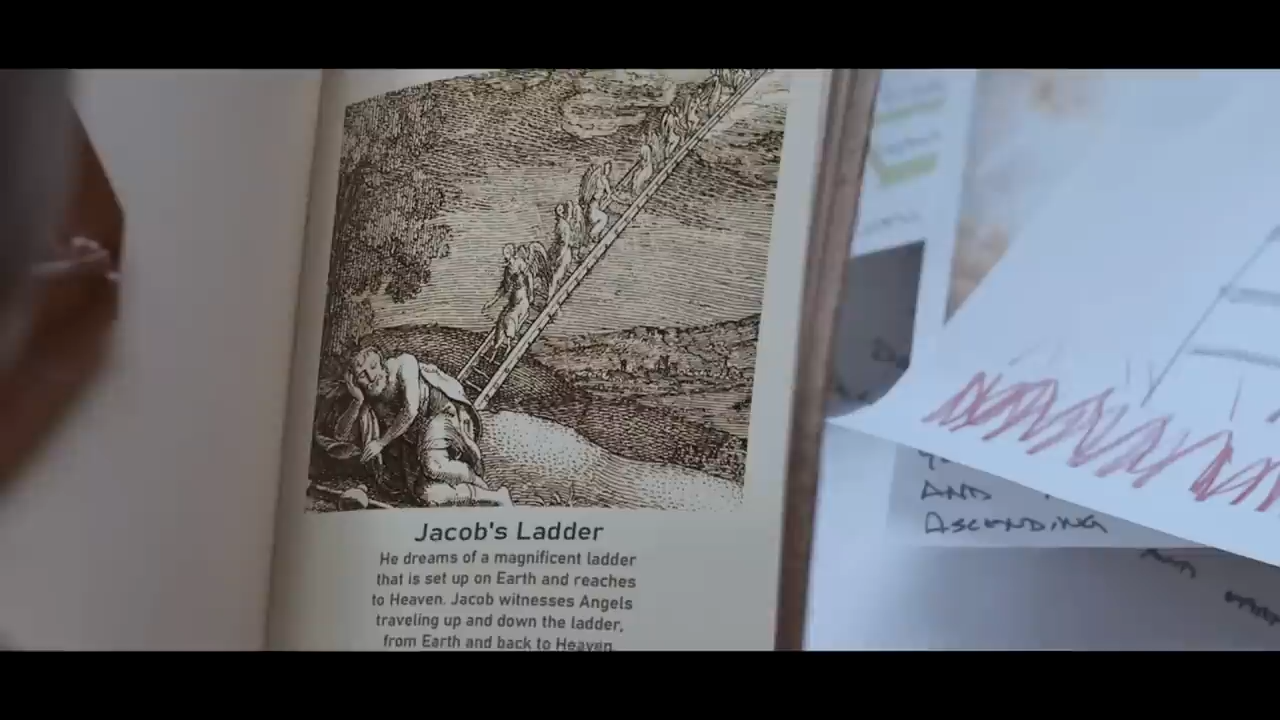 Jacob's Ladder
He dreams of a magnificent ladder
that is set up on Earth and reaches
to Heaven. Jacob witnesses Angels
traveling up and down the ladder,
from Earth and back to Heaven.
AND
ASCENDING
AND